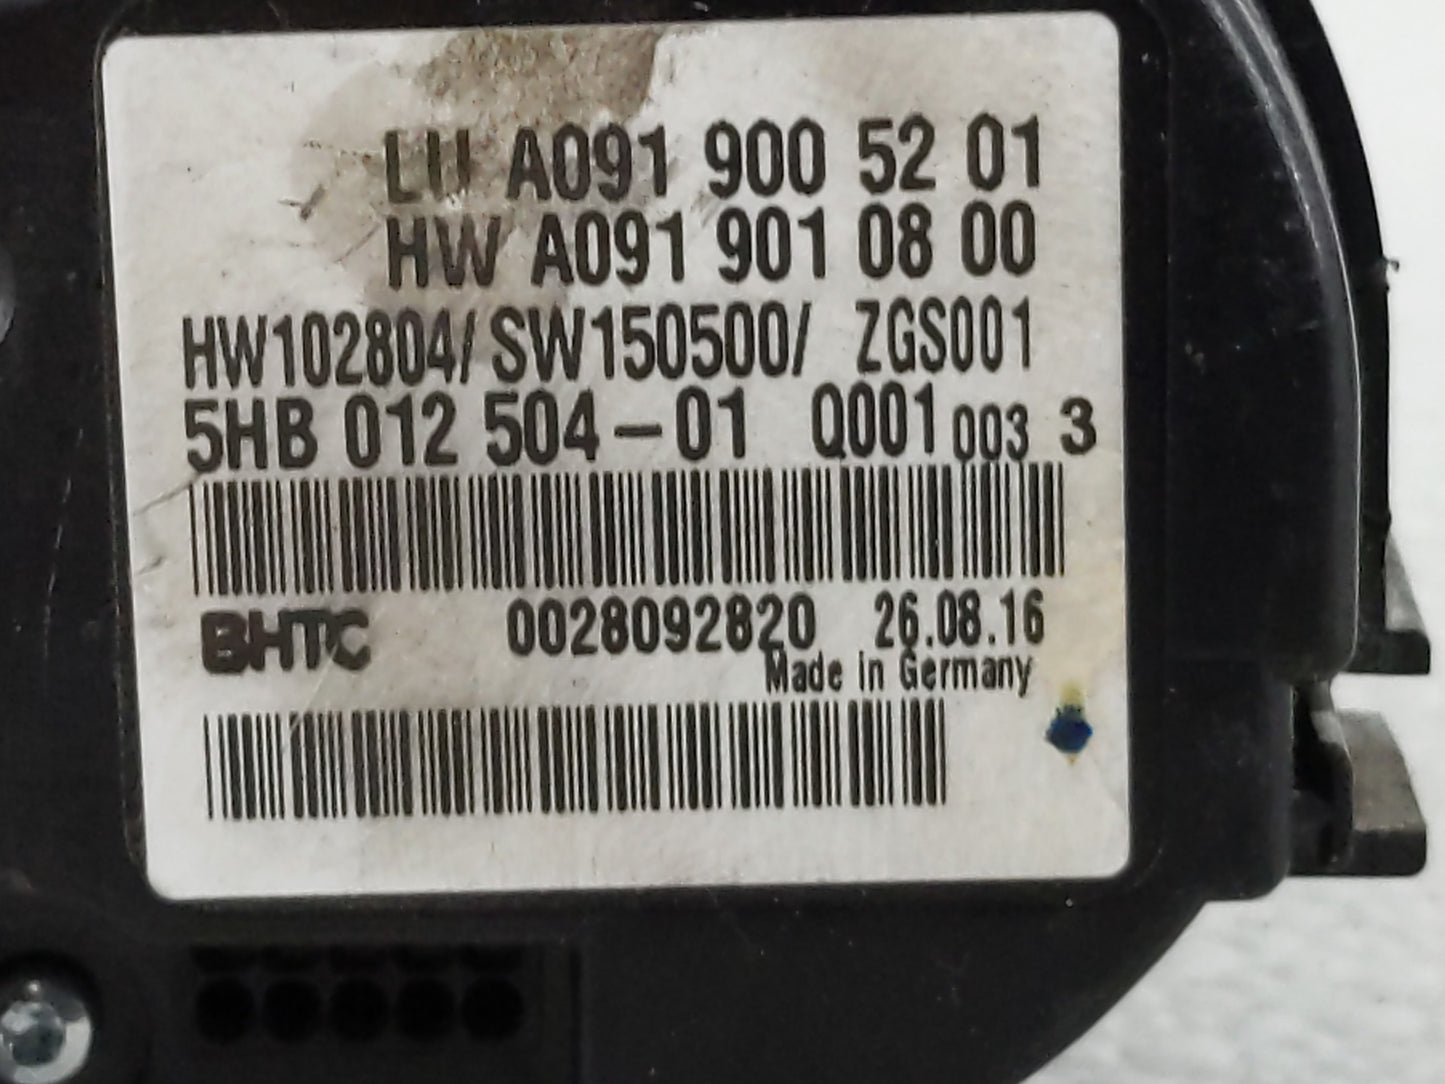 LU A091 900 52 01
HW A091 901 08 00
HW102804/ SW150500/ ZGS001
5HB 012 504-01 Q001 003 3
BHTC 0028092820 26.08.16
Made in Germany